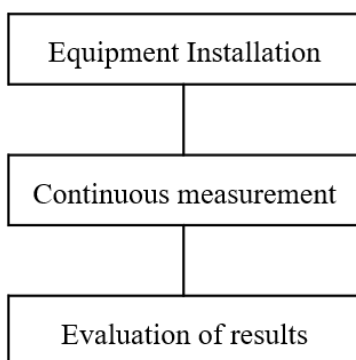 Equipment Installation
Continuous measurement
Evaluation of results